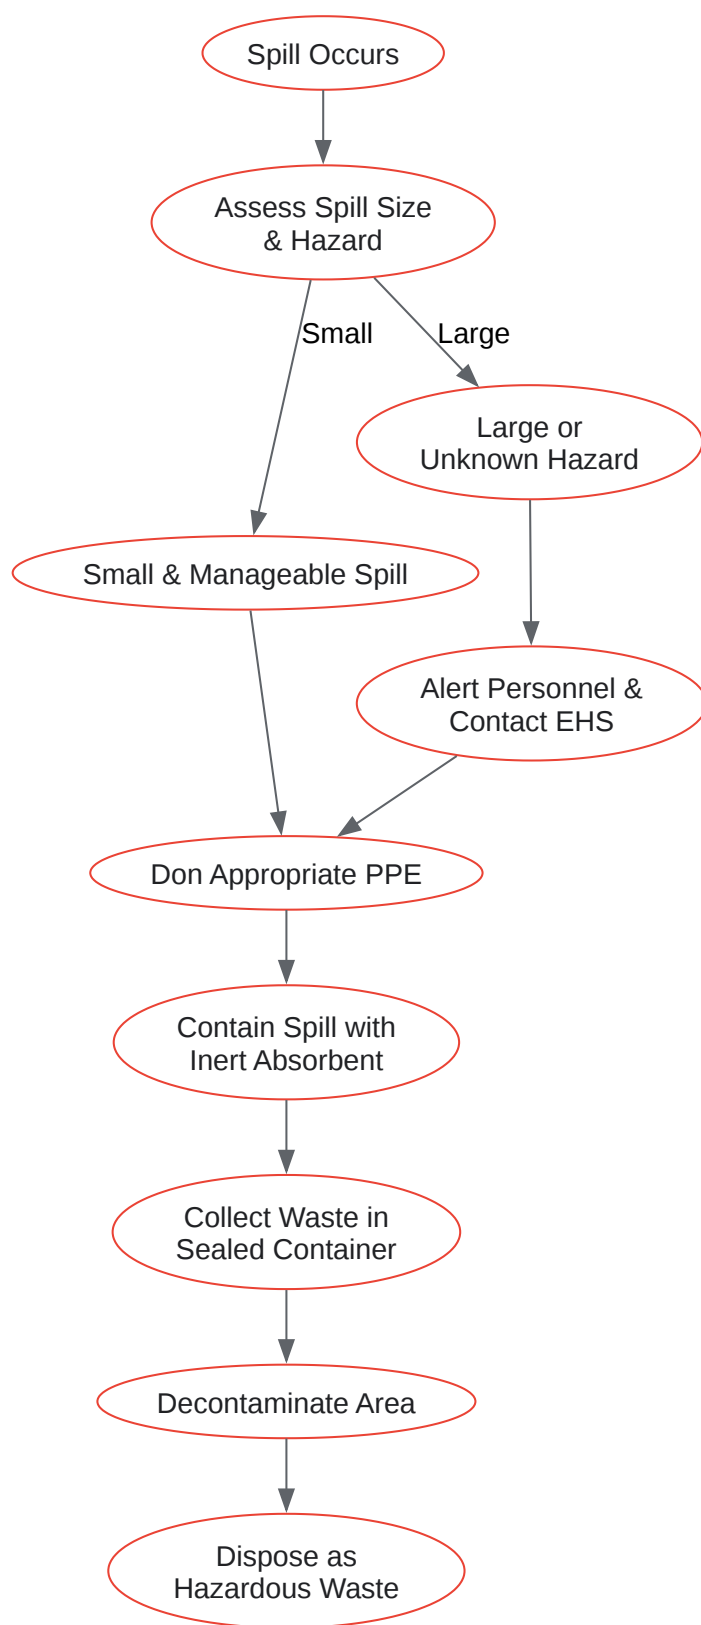 Spill Occurs
Assess Spill Size
& Hazard
Small
Large
Large or
Unknown Hazard
Small & Manageable Spill
Alert Personnel &
Contact EHS
Don Appropriate PPE
Contain Spill with
Inert Absorbent
Collect Waste in
Sealed Container
Decontaminate Area
Dispose as
Hazardous Waste